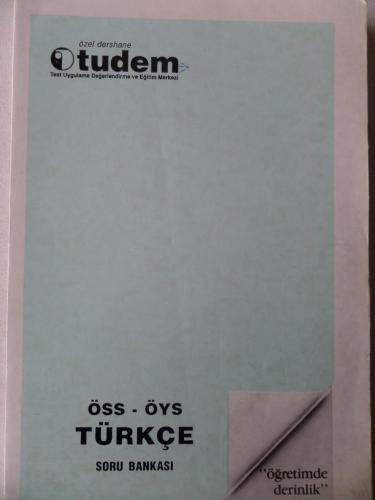 özel dershane
tudem
Test Uygulama Değerlendirme ve Eğitim Merkezi
ÖSS - ÖYS
TÜRKÇE
SORU BANKASI
"öğretimde
derinlik"